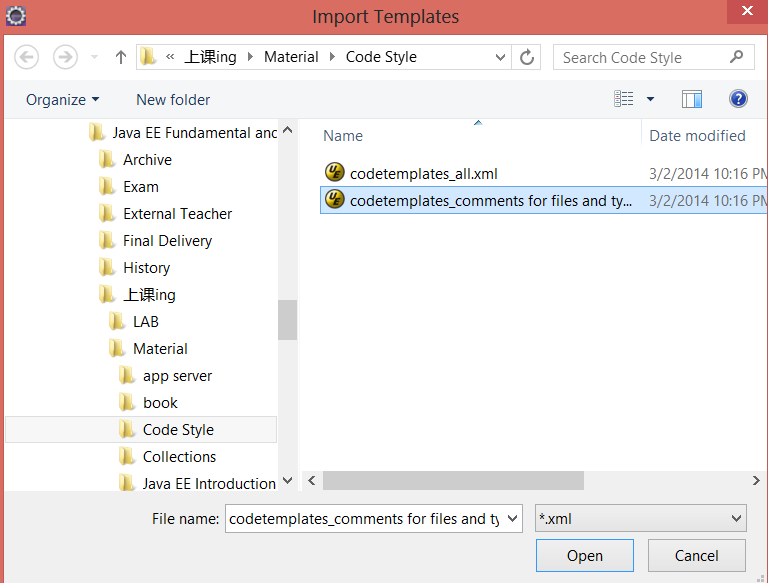 Import Templates
« 上课ing Material Code Style
Search Code Style
Organize New folder
Name Date modified
Java EE Fundamental and
Archive
Exam
External Teacher
Final Delivery
History
上课ing
LAB
Material
app server
book
Code Style
Collections
Java EE Introduction
codetemplates_all.xml 3/2/2014 10:16 PM
codetemplates_comments for files and ty... 3/2/2014 10:16 PM
File name: codetemplates_comments for files and ty *.xml
Open Cancel